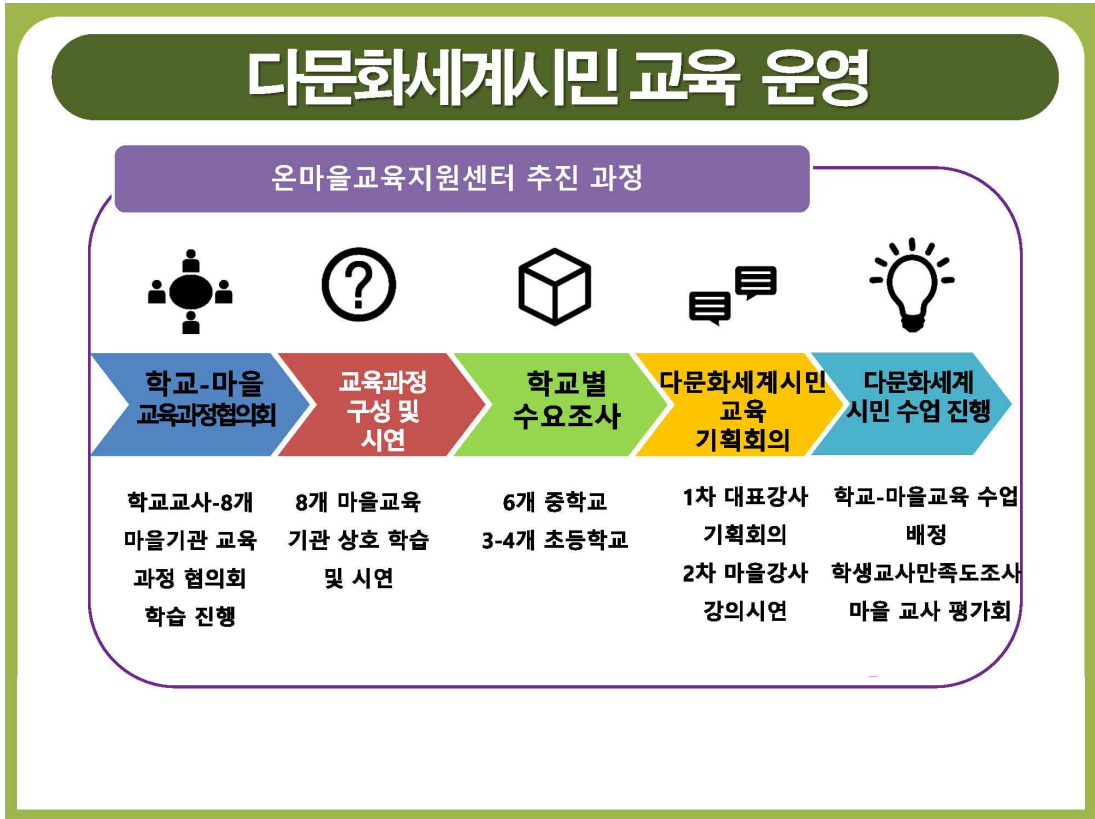 다문화세계시민 교육 운영
온마을교육지원센터 추진 과정
학교-마을
교육과정협의회
교육과정
구성 및
시연
학교별
수요조사
다문화세계시민
교육
기획회의
다문화세계
시민 수업 진행
학교교사-8개
마을기관 교육
과정 협의회
학습 진행
8개 마을교육
기관 상호 학습
및 시연
6개 중학교
3-4개 초등학교
1차 대표강사
기획회의
2차 마을강사
강의시연
학교-마을교육 수업
배정
학생교사만족도조사
마을 교사 평가회